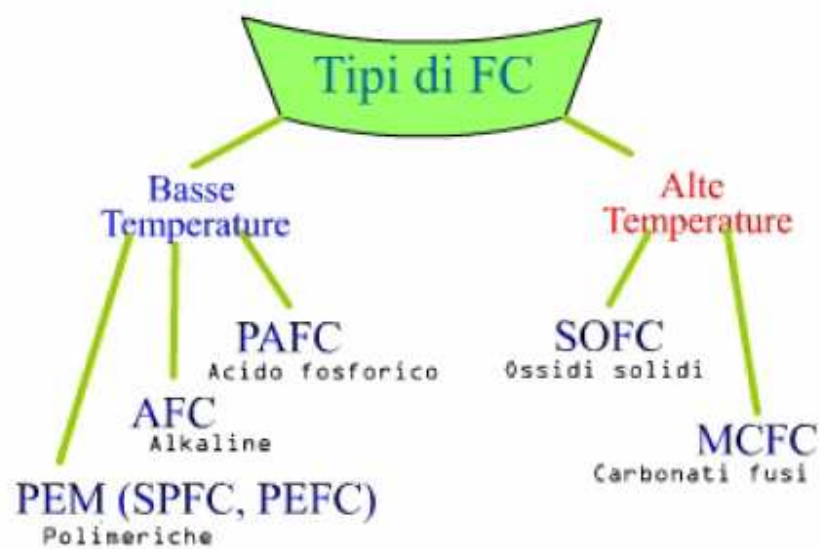 Tipi di FC
Basse
Temperature
Alte
Temperature
PAFC
Acido fosforico
SOFC
Ossidi solidi
AFC
Alkaline
MCFC
Carbonati fusi
PEM (SPFC, PEFC)
Polimeriche